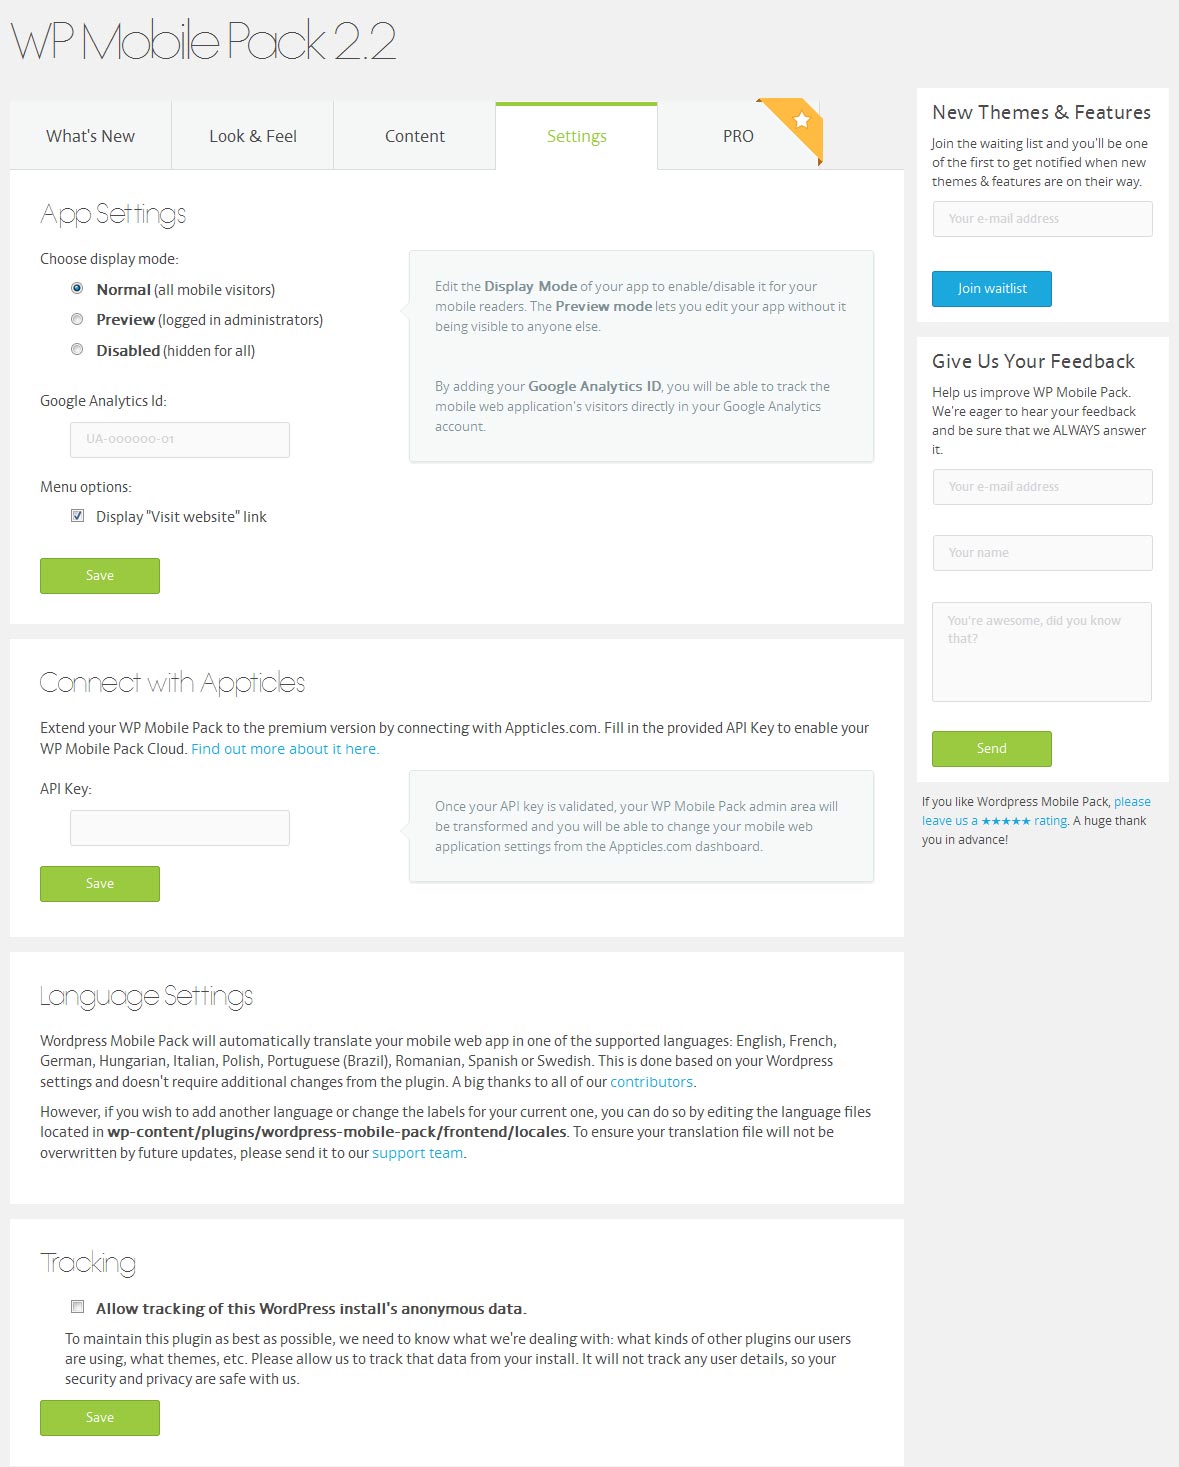 WP Mobile Pack 2.2
What's New
Look & Feel
Content
Settings
PRO
App Settings
Choose display mode:
Normal (all mobile visitors)
Preview (logged in administrators)
Disabled (hidden for all)
Edit the Display Mode of your app to enable/disable it for your
mobile readers. The Preview mode lets you edit your app without it
being visible to anyone else.
By adding your Google Analytics ID, you will be able to track the
mobile web application's visitors directly in your Google Analytics
account.
Google Analytics Id:
UA-000000-01
Menu options:
Display "Visit website" link
Save
Connect with Appticles
Extend your WP Mobile Pack to the premium version by connecting with Appticles.com. Fill in the provided API Key to enable your
WP Mobile Pack Cloud. Find out more about it here.
API Key:
Once your API key is validated, your WP Mobile Pack admin area will
be transformed and you will be able to change your mobile web
application settings from the Appticles.com dashboard.
Save
Language Settings
Wordpress Mobile Pack will automatically translate your mobile web app in one of the supported languages: English, French,
German, Hungarian, Italian, Polish, Portuguese (Brazil), Romanian, Spanish or Swedish. This is done based on your Wordpress
settings and doesn't require additional changes from the plugin. A big thanks to all of our contributors.
However, if you wish to add another language or change the labels for your current one, you can do so by editing the language files
located in wp-content/plugins/wordpress-mobile-pack/frontend/locales. To ensure your translation file will not be
overwritten by future updates, please send it to our support team.
Tracking
Allow tracking of this WordPress install's anonymous data.
To maintain this plugin as best as possible, we need to know what we're dealing with: what kinds of other plugins our users
are using, what themes, etc. Please allow us to track that data from your install. It will not track any user details, so your
security and privacy are safe with us.
Save
New Themes & Features
Join the waiting list and you'll be one
of the first to get notified when new
themes & features are on their way.
Your e-mail address
Join waitlist
Give Us Your Feedback
Help us improve WP Mobile Pack.
We're eager to hear your feedback
and be sure that we ALWAYS answer
it.
Your e-mail address
Your name
You're awesome, did you know
that?
Send
If you like Wordpress Mobile Pack, please
leave us a ★★★★★ rating. A huge thank
you in advance!